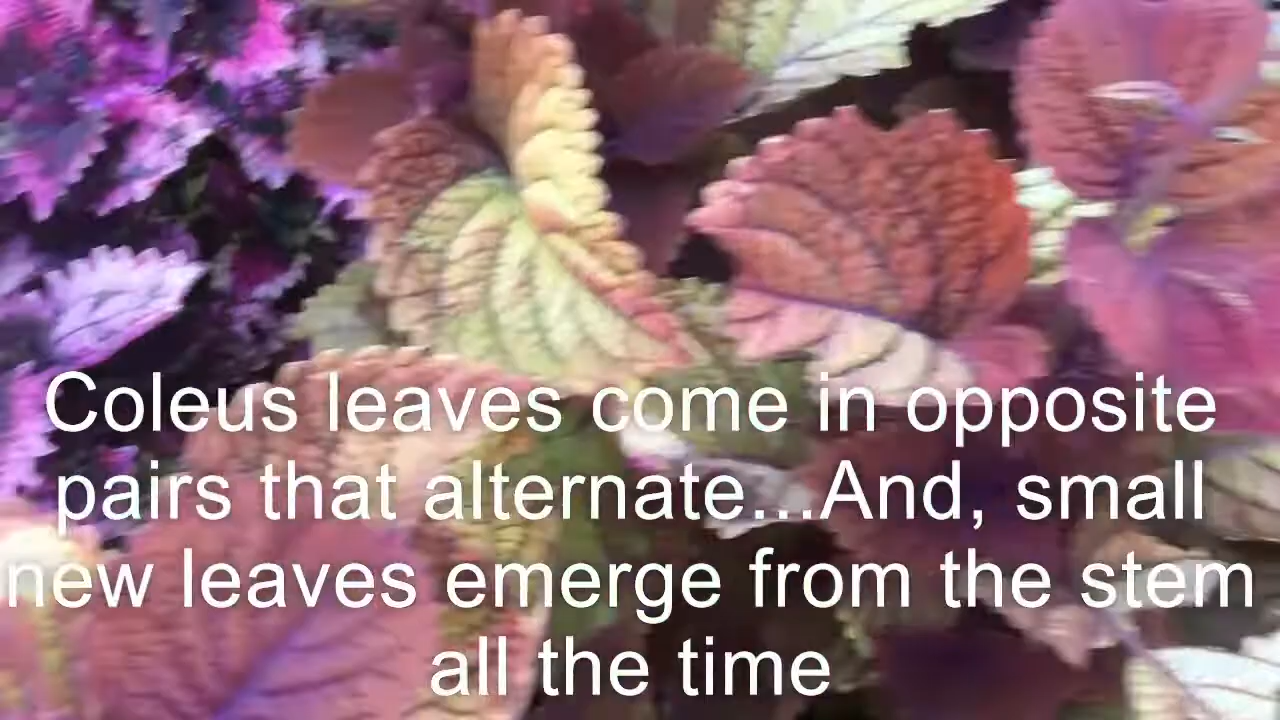 Coleus leaves come in opposite
pairs that alternate...And, small
new leaves emerge from the stem
all the time